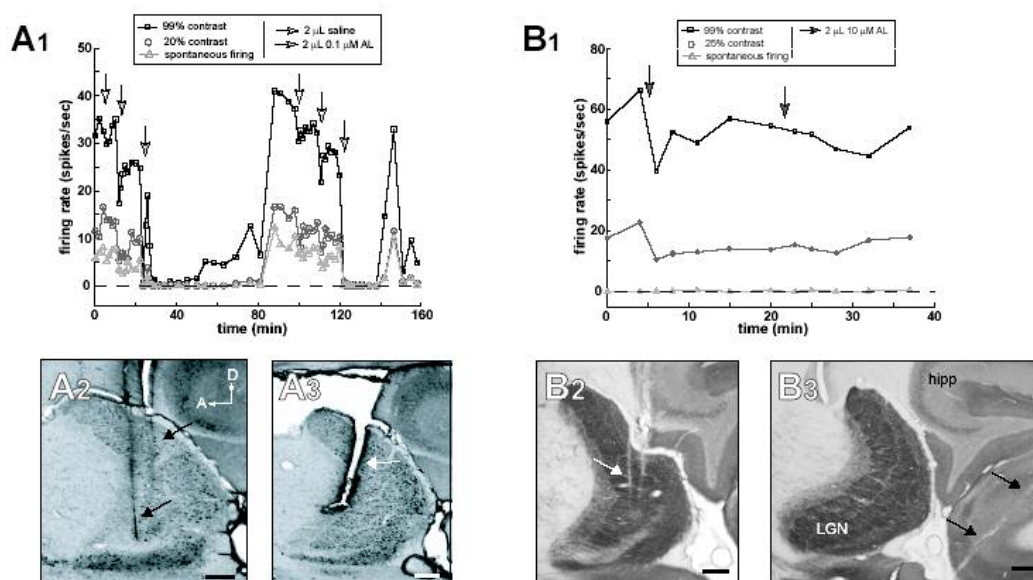 A1
99% contrast
20% contrast
spontaneous firing
2 µL saline
2 µL 0.1 µM AL
firing rate (spikes/sec)
50
40
30
20
10
0
0 40 80 120 160
time (min)
B1
99% contrast
25% contrast
spontaneous firing
2 µL 10 µM AL
firing rate (spikes/sec)
80
60
40
20
0
0 10 20 30 40
time (min)
A2
D
A
A3
B2
B3
hipp
LGN